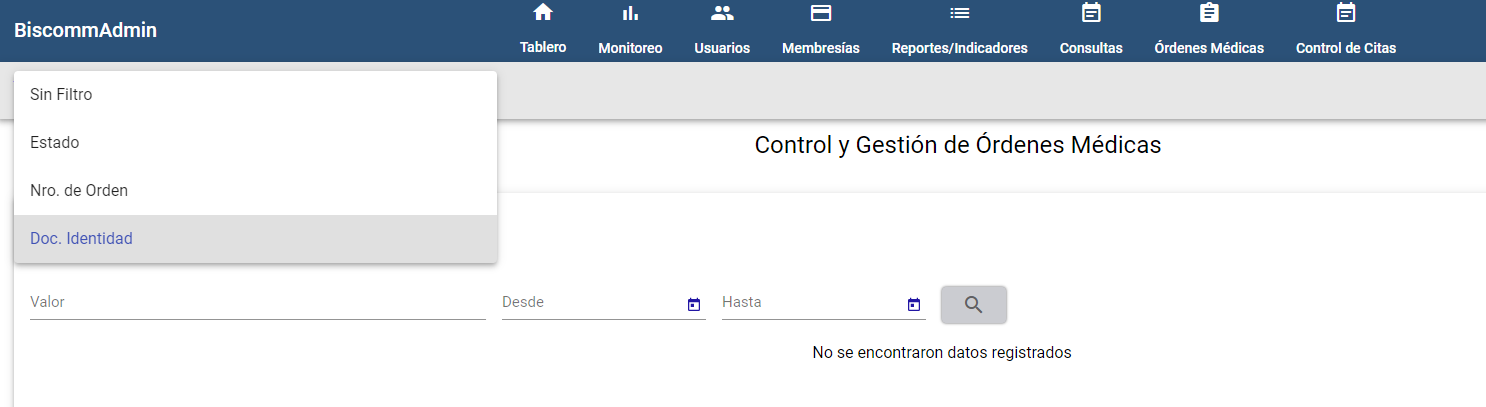 BiscommAdmin
Tablero
Monitoreo
Usuarios
Membresías
Reportes/Indicadores
Consultas
Órdenes Médicas
Control de Citas
Sin Filtro
Estado
Nro. de Orden
Doc. Identidad
Control y Gestión de Órdenes Médicas
Valor
Desde
Hasta
No se encontraron datos registrados